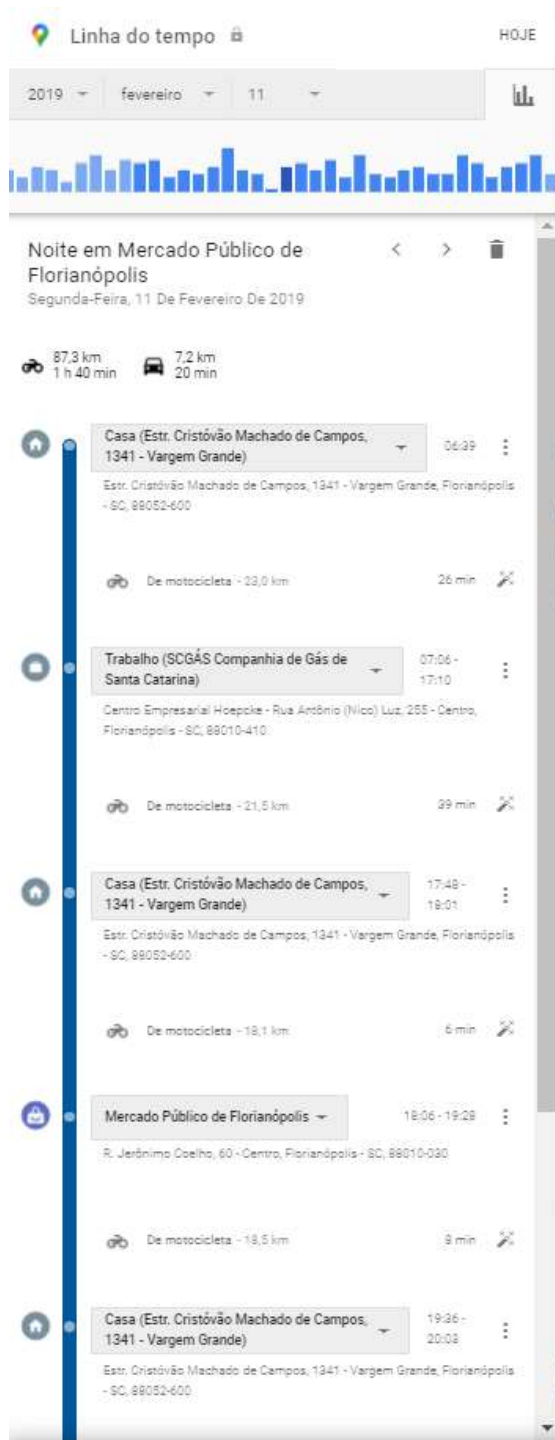 Linha do tempo
HOJE
2019
fevereiro
11
Noite em Mercado Público de
Florianópolis
Segunda-Feira, 11 De Fevereiro De 2019
87,3 km
1 h 40 min
7,2 km
20 min
Casa (Estr. Cristóvão Machado de Campos,
1341 - Vargem Grande)
06:39
Estr. Cristóvão Machado de Campos, 1341 - Vargem Grande, Florianópolis
- SC, 88052-600
De motocicleta - 23,0 km
26 min
Trabalho (SCGÁS Companhia de Gás de
Santa Catarina)
07:06 -
17:10
Centro Empresarial Hoepcke - Rua Antônio (Nico) Luz, 255 - Centro,
Florianópolis - SC, 88010-410
De motocicleta - 21,5 km
39 min
Casa (Estr. Cristóvão Machado de Campos,
1341 - Vargem Grande)
17:48 -
18:01
Estr. Cristóvão Machado de Campos, 1341 - Vargem Grande, Florianópolis
- SC, 88052-600
De motocicleta - 18,1 km
6 min
Mercado Público de Florianópolis
18:06 - 19:28
R. Jerônimo Coelho, 60 - Centro, Florianópolis - SC, 88010-030
De motocicleta - 18,5 km
Casa (Estr. Cristóvão Machado de Campos,
1341 - Vargem Grande)
19:36 -
20:03
Estr. Cristóvão Machado de Campos, 1341 - Vargem Grande, Florianópolis
- SC, 88052-600